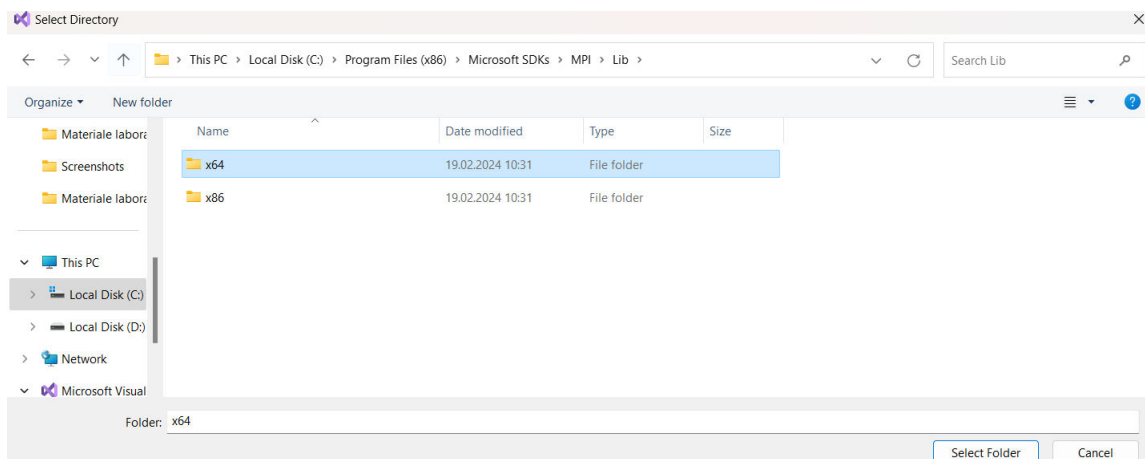 Select Directory
This PC > Local Disk (C:) > Program Files (x86) > Microsoft SDKs > MPI > Lib >
Search Lib
Organize
New folder
Name Date modified Type Size
Materiale labora
Screenshots
Materiale labora
x64 19.02.2024 10:31 File folder
x86 19.02.2024 10:31 File folder
This PC
Local Disk (C:)
Local Disk (D:)
Network
Microsoft Visual
Folder: x64
Select Folder
Cancel